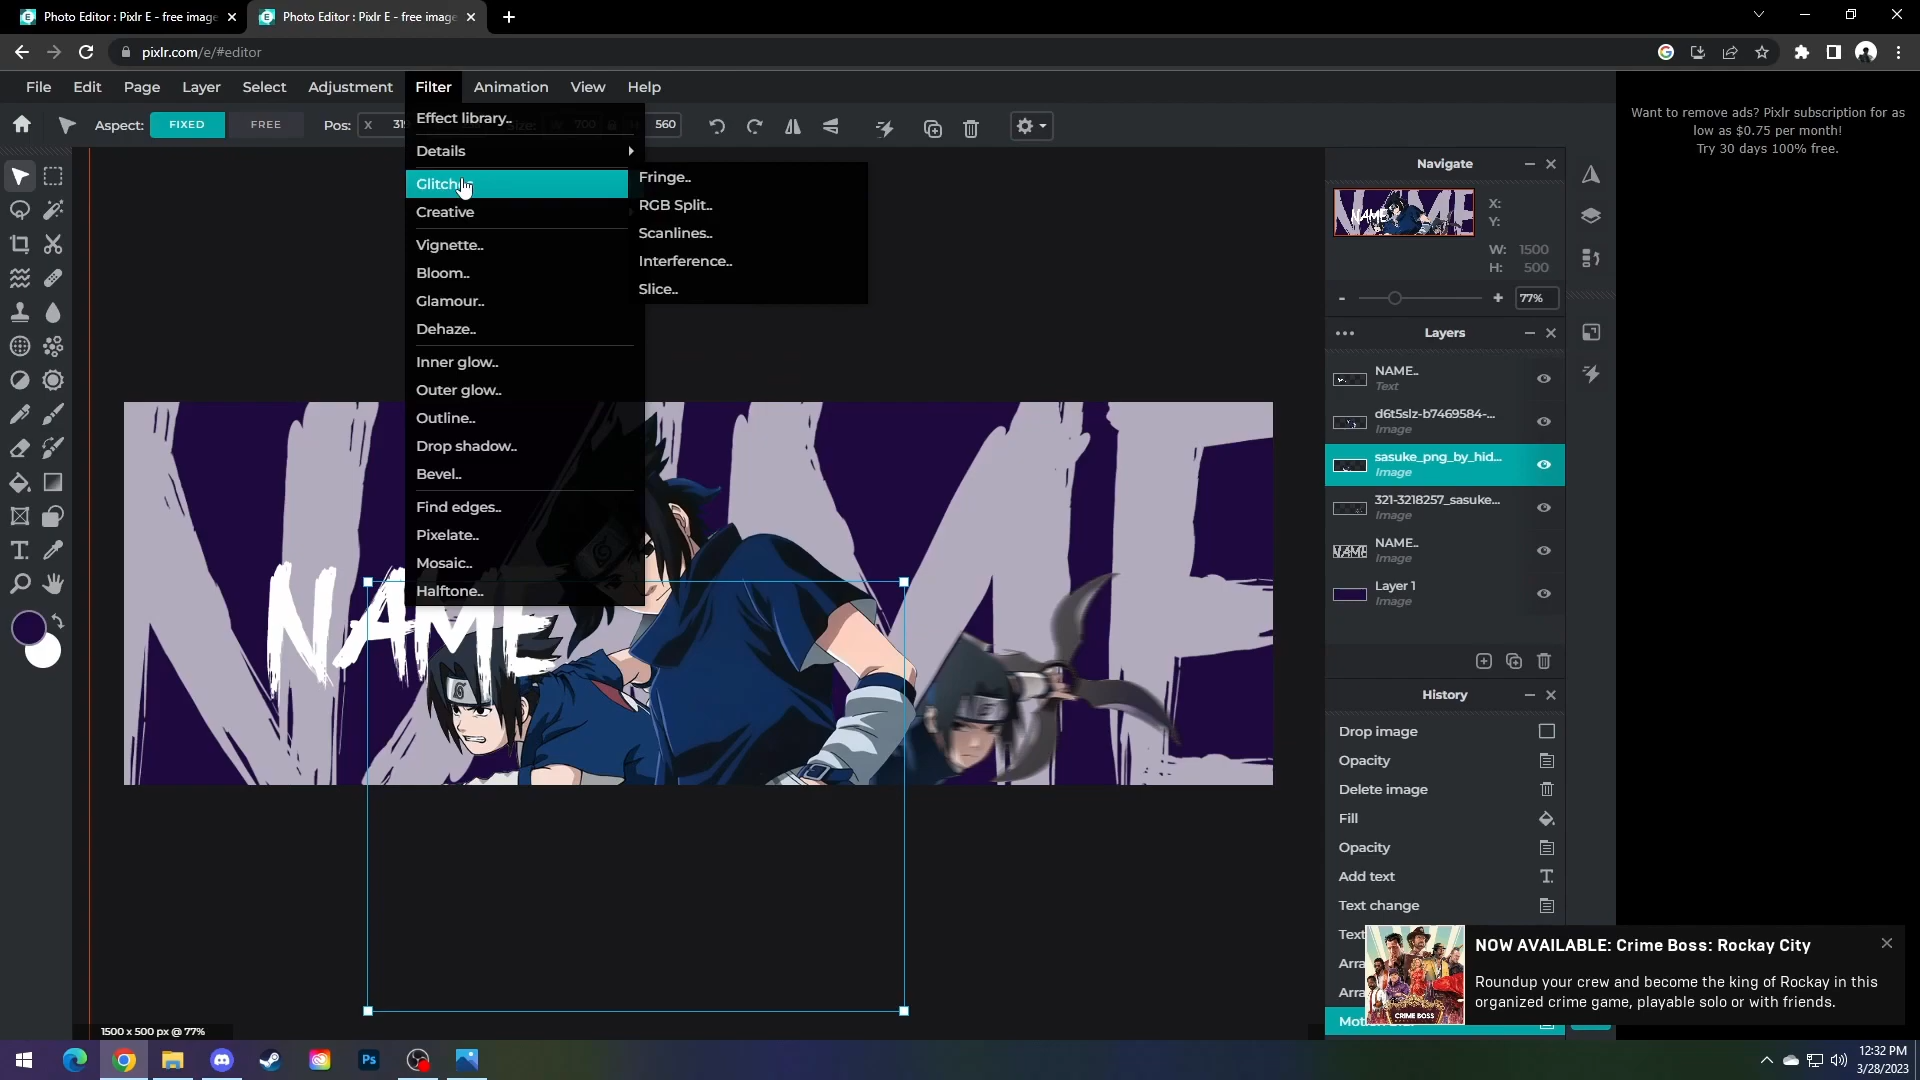 Photo Editor : Pixlr E - free image
Photo Editor : Pixlr E - free image
pixlr.com/e/#editor
File Edit Page Layer Select Adjustment Filter Animation View Help
Aspect: FIXED FREE Pos: X 560
Effect library..
Details
Creative
Vignette..
Bloom..
Glamour..
Dehaze..
Inner glow..
Outer glow..
Outline..
Drop shadow..
Bevel..
Find edges..
Pixelate..
Mosaic..
Halftone..
Fringe..
RGB Split..
Scanlines..
Interference..
Slice..
NAME
NAME
1500 x 500 px @ 77%
Want to remove ads? Pixlr subscription for as
low as $0.75 per month!
Try 30 days 100% free.
Navigate
X:
Y:
W: 1500
H: 500
- + 77%
Layers
NAME..
Text
d6t5slz-b7469584-...
Image
sasuke_png_by_hid...
Image
321-3218257_sasuke...
Image
NAME..
Image
Layer 1
Image
History
Drop image
Opacity
Delete image
Fill
Opacity
Add text
Text change
NOW AVAILABLE: Crime Boss: Rockay City
Roundup your crew and become the king of Rockay in this
organized crime game, playable solo or with friends.
CRIME BOSS
12:32 PM
3/28/2023